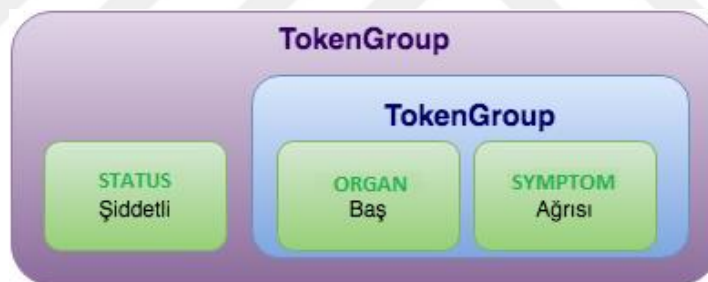 TokenGroup
TokenGroup
STATUS
Şiddetli
ORGAN
Baş
SYMPTOM
Ağrısı